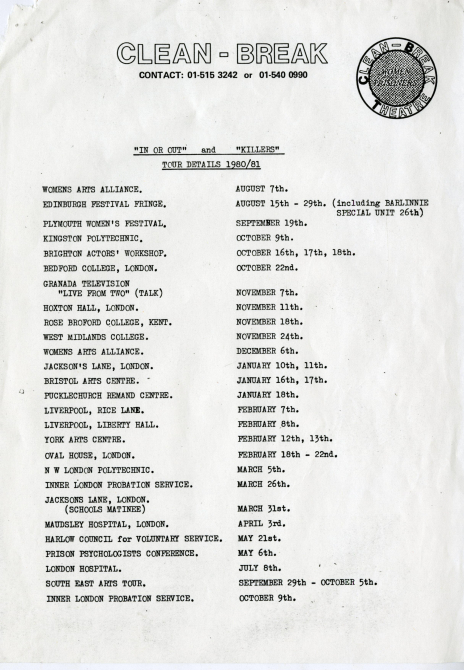 CLEAN - BREAK
CONTACT: 01-515 3242 or 01-540 0990
CLEAN - BREAK
WOMEN
PRISONERS
THEATRE
"IN OR OUT" and "KILLERS"
TOUR DETAILS 1980/81
WOMENS ARTS ALLIANCE. AUGUST 7th.
EDINBURGH FESTIVAL FRINGE. AUGUST 15th - 29th. (including BARLINNIE
SPECIAL UNIT 26th)
PLYMOUTH WOMEN'S FESTIVAL. SEPTEMBER 19th.
KINGSTON POLYTECHNIC. OCTOBER 9th.
BRIGHTON ACTORS' WORKSHOP. OCTOBER 16th, 17th, 18th.
BEDFORD COLLEGE, LONDON. OCTOBER 22nd.
GRANADA TELEVISION
"LIVE FROM TWO" (TALK) NOVEMBER 7th.
HOXTON HALL, LONDON. NOVEMBER 11th.
ROSE BROFORD COLLEGE, KENT. NOVEMBER 18th.
WEST MIDLANDS COLLEGE. NOVEMBER 24th.
WOMENS ARTS ALLIANCE. DECEMBER 6th.
JACKSON'S LANE, LONDON. JANUARY 10th, 11th.
BRISTOL ARTS CENTRE. JANUARY 16th, 17th.
PUCKLECHURCH REMAND CENTRE. JANUARY 18th.
LIVERPOOL, RICE LANE. FEBRUARY 7th.
LIVERPOOL, LIBERTY HALL. FEBRUARY 8th.
YORK ARTS CENTRE. FEBRUARY 12th, 13th.
OVAL HOUSE, LONDON. FEBRUARY 18th - 22nd.
N W LONDON POLYTECHNIC. MARCH 5th.
INNER LONDON PROBATION SERVICE. MARCH 26th.
JACKSONS LANE, LONDON.
(SCHOOLS MATINEE) MARCH 31st.
MAUDSLEY HOSPITAL, LONDON. APRIL 3rd.
HARLOW COUNCIL for VOLUNTARY SERVICE. MAY 21st.
PRISON PSYCHOLOGISTS CONFERENCE. MAY 6th.
LONDON HOSPITAL. JULY 8th.
SOUTH EAST ARTS TOUR. SEPTEMBER 29th - OCTOBER 5th.
INNER LONDON PROBATION SERVICE. OCTOBER 9th.